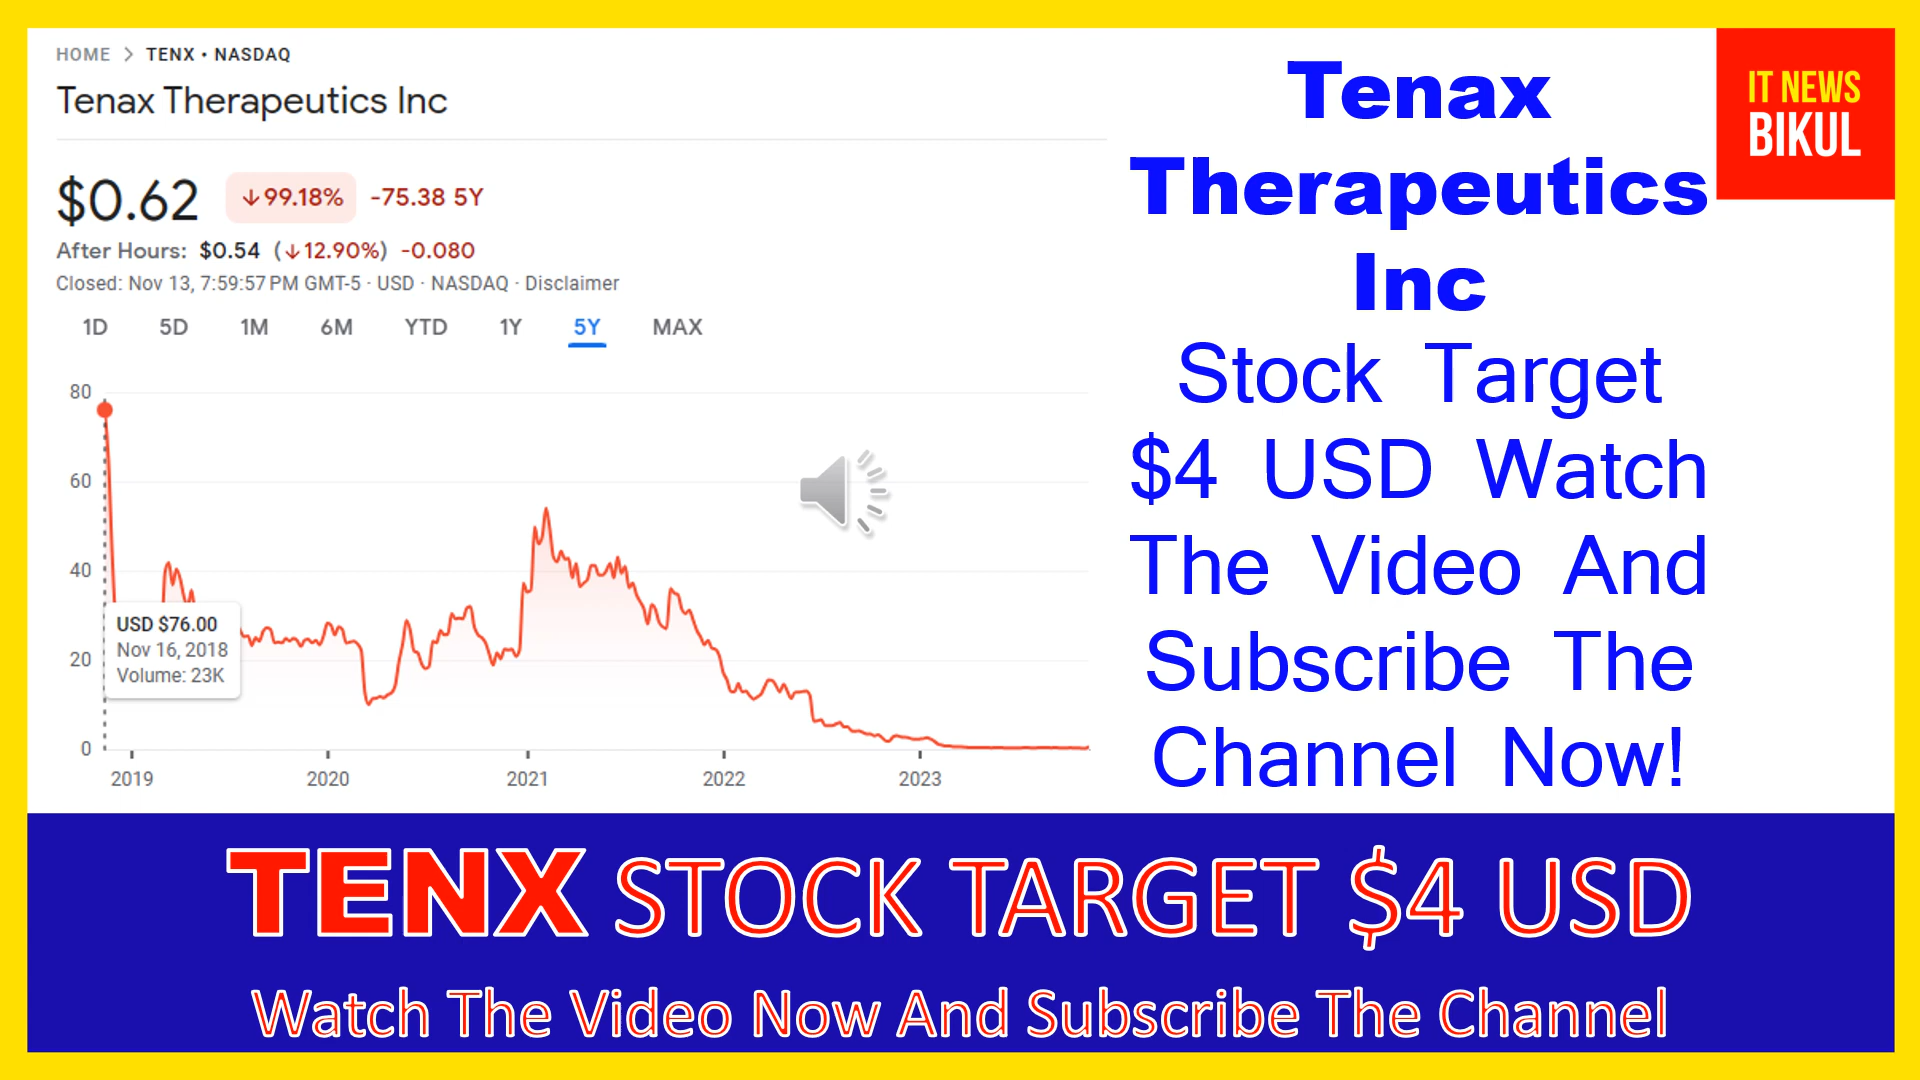 HOME > TENX • NASDAQ
Tenax Therapeutics Inc
$0.62 ↓99.18% -75.38 5Y
After Hours: $0.54 (↓12.90%) -0.080
Closed: Nov 13, 7:59:57 PM GMT-5 · USD · NASDAQ · Disclaimer
1D 5D 1M 6M YTD 1Y 5Y MAX
80
60
40
20
0
USD $76.00
Nov 16, 2018
Volume: 23K
2019 2020 2021 2022 2023
Tenax
Therapeutics
Inc
Stock Target
$4 USD Watch
The Video And
Subscribe The
Channel Now!
IT NEWS
BIKUL
TENX STOCK TARGET $4 USD
Watch The Video Now And Subscribe The Channel